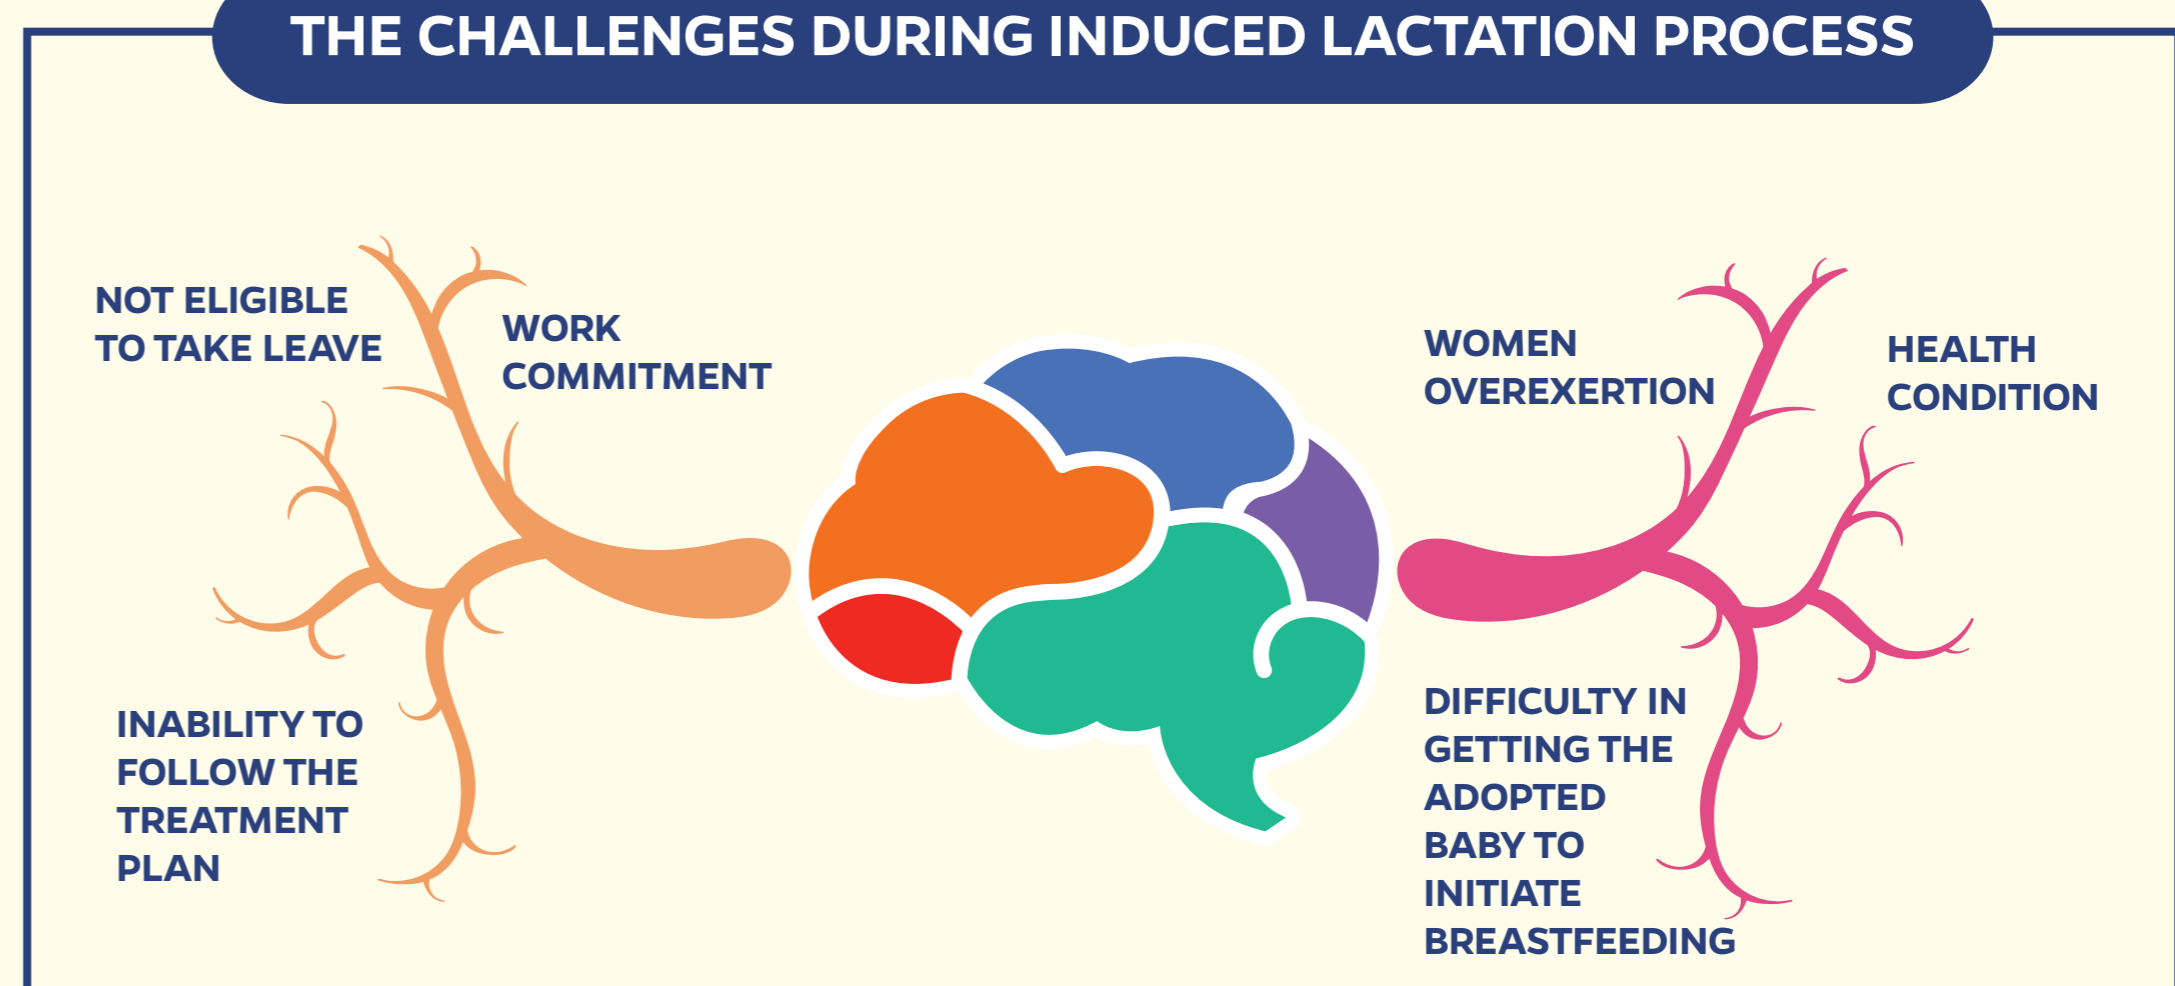 THE CHALLENGES DURING INDUCED LACTATION PROCESS
NOT ELIGIBLE
TO TAKE LEAVE
WORK
COMMITMENT
INABILITY TO
FOLLOW THE
TREATMENT
PLAN
WOMEN
OVEREXERTION
HEALTH
CONDITION
DIFFICULTY IN
GETTING THE
ADOPTED
BABY TO
INITIATE
BREASTFEEDING